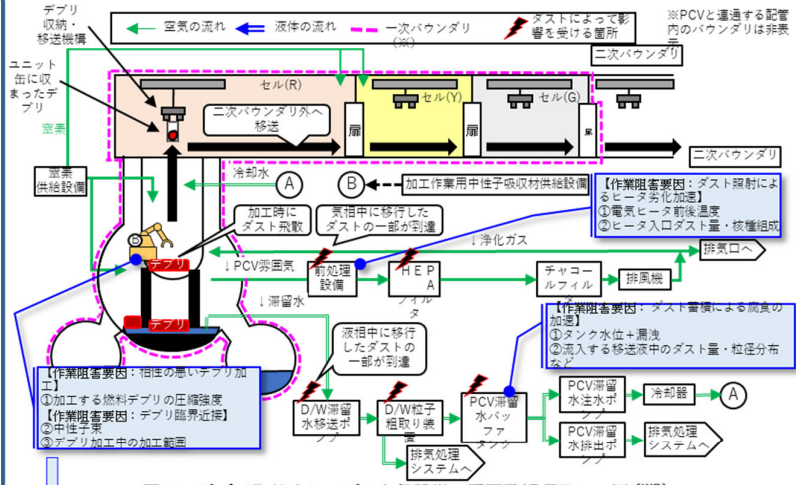 デブリ
収納・
移送機構
空気の流れ
液体の流れ
一次バウンダリ
(※)
ダストによって影
響を受ける箇所
※PCVと連通する配管
内のバウンダリは非表
二次バウンダリ
ユニット
缶に収
まったデ
ブリ
セル(R)
セル(Y)
セル(G)
二次バウンダリ外へ
移送
扉
扉
扉
窒素
二次バウンダリ
窒素
供給設備
冷却水
A
B
加工作業用中性子吸収材供給設備
【作業阻害要因:ダスト照射によ
るヒータ劣化加速】
①電気ヒータ前後温度
②ヒータ入口ダスト量・核種組成
加工時に
ダスト飛散
気相中に移行した
ダストの一部が到達
↓浄化ガス
排気口へ
デブリ
↓PCV雰囲気
前処理
設備
HEP
A
フィル
タ
チャコ
ールフィル
タ
排風機
↓滞留水
デブリ
液相中に移行
したダストの
一部が到達
【作業阻害要因: ダスト蓄積による腐食の
加速】
①タンク水位+漏洩
②流入する移送液中のダスト量・粒径分布
など
【作業阻害要因:相性の悪いデブリ加
工】
①加工する燃料デブリの圧縮強度
【作業阻害要因:デブリ臨界近接】
②中性子束
③デブリ加工中の加工範囲
D/W滞留
水移送ポ
ンプ
D/W粒子
粗取り装
置
PCV滞留
水バッ
ファ
タンク
PCV滞留
水注水ポ
ンプ
冷却器
A
PCV滞留
水排出ポ
ンプ
排気処理
システムへ
排気処理
システムへ